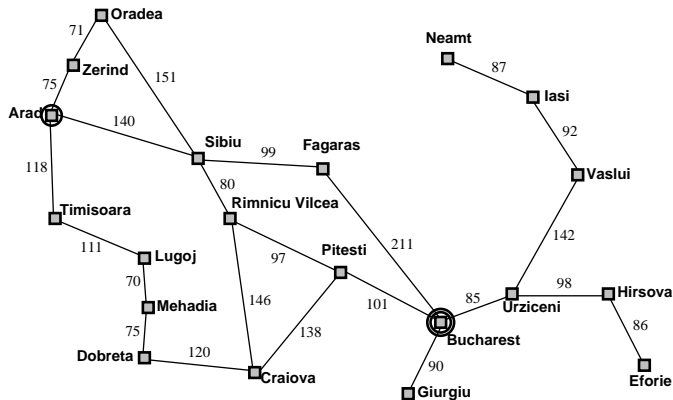 Oradea
71
Neamt
Zerind
87
75
151
Iasi
Arad
140
92
Sibiu
Fagaras
99
118
80
Vaslui
Rimnicu Vilcea
Timisoara
142
111
211
Lugoj
97
Pitesti
70
98
Hirsova
146
85
Mehadia
101
Urziceni
138
86
75
Bucharest
120
Dobreta
90
Craiova
Eforie
Giurgiu